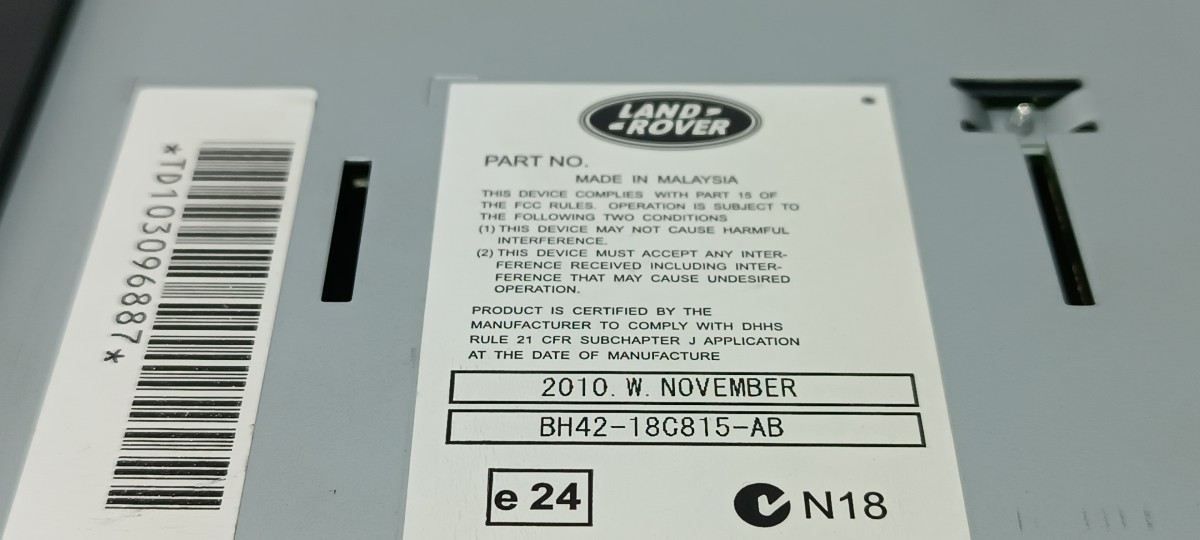 *TD103096887*
LAND
ROVER
PART NO.
MADE IN MALAYSIA
THIS DEVICE COMPLIES WITH PART 15 OF
THE FCC RULES. OPERATION IS SUBJECT TO
THE FOLLOWING TWO CONDITIONS
(1) THIS DEVICE MAY NOT CAUSE HARMFUL
INTERFERENCE.
(2) THIS DEVICE MUST ACCEPT ANY INTER-
FERENCE RECEIVED INCLUDING INTER-
FERENCE THAT MAY CAUSE UNDESIRED
OPERATION.
PRODUCT IS CERTIFIED BY THE
MANUFACTURER TO COMPLY WITH DHHS
RULE 21 CFR SUBCHAPTER J APPLICATION
AT THE DATE OF MANUFACTURE
2010. W. NOVEMBER
BH42-18C815-AB
e 24
N18